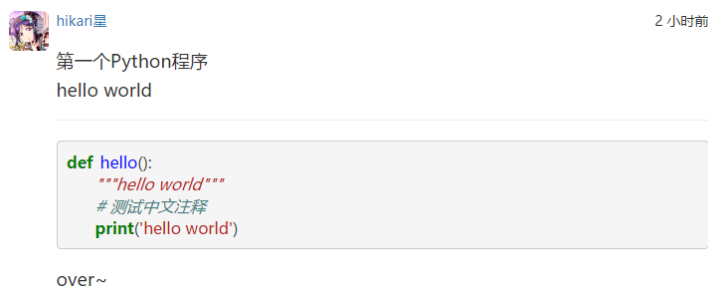 hikari星
2 小时前
第一个Python程序
hello world
def hello():
"""hello world"""
# 测试中文注释
print('hello world')
over~